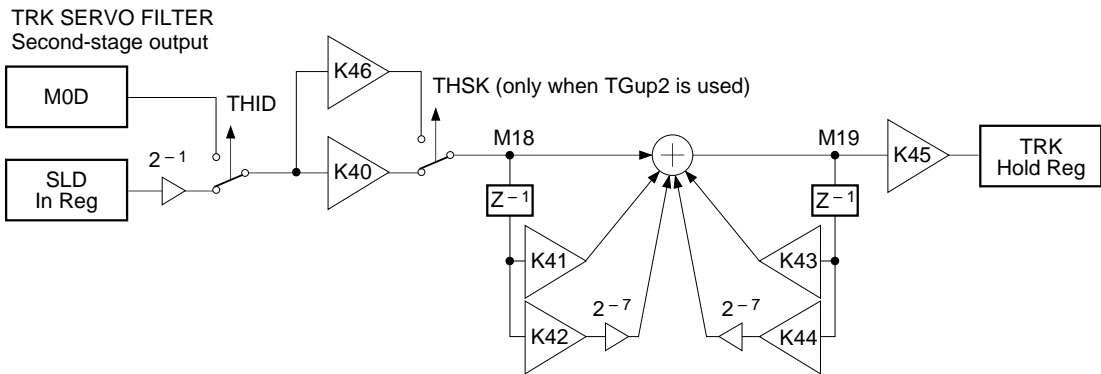 TRK SERVO FILTER
Second-stage output
M0D
SLD
In Reg
2⁻¹
THID
K46
K40
THSK (only when TGup2 is used)
M18
M19
K45
TRK
Hold Reg
Z⁻¹
Z⁻¹
K41
K43
K42
2⁻⁷
2⁻⁷
K44